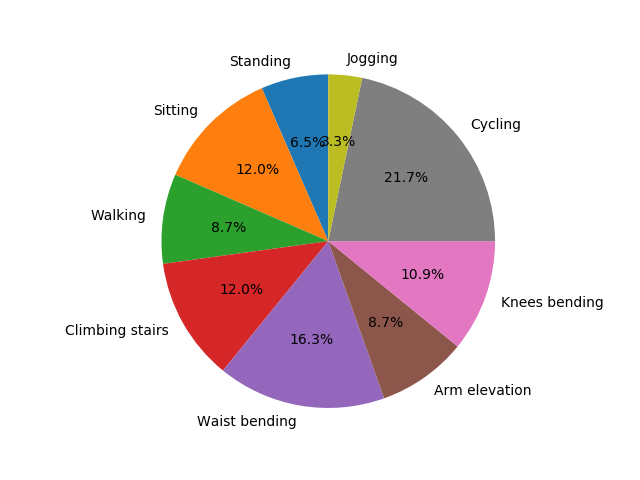 Jogging
Standing
Cycling
Sitting
6.5%
3.3%
12.0%
21.7%
Walking
8.7%
10.9%
12.0%
Knees bending
Climbing stairs
8.7%
16.3%
Arm elevation
Waist bending